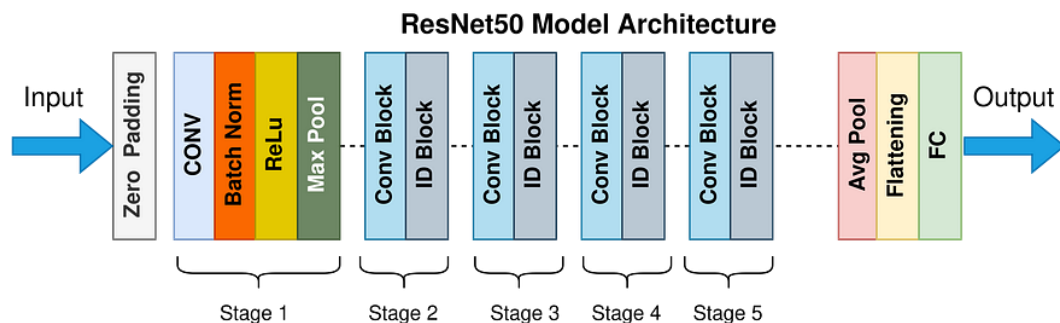 ResNet50 Model Architecture
Input
Zero Padding
CONV
Batch Norm
ReLu
Max Pool
Conv Block
ID Block
Conv Block
ID Block
Conv Block
ID Block
Conv Block
ID Block
Avg Pool
Flattening
FC
Output
Stage 1
Stage 2
Stage 3
Stage 4
Stage 5